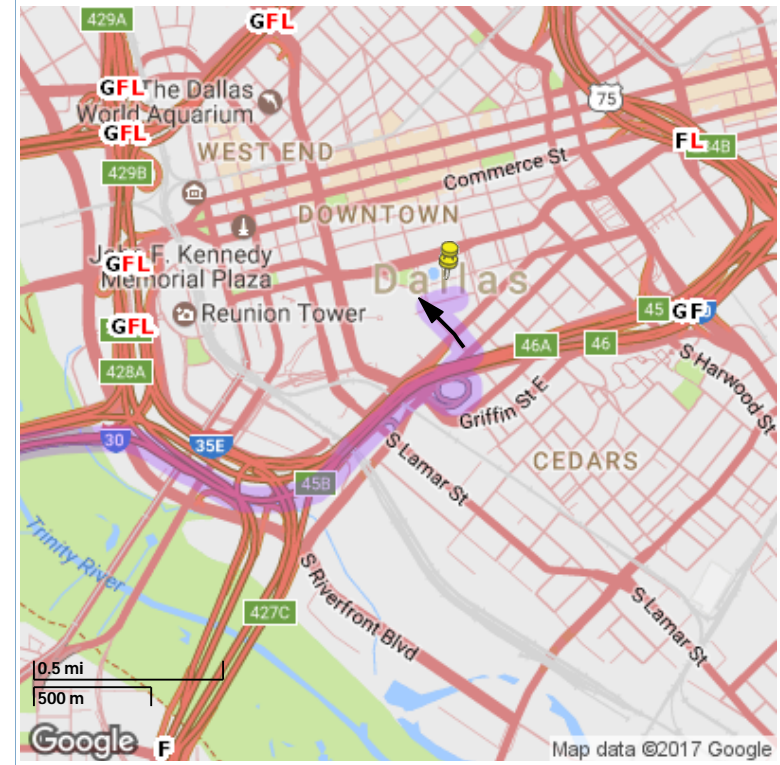 429A
GFL
75
GFL
The Dallas
World Aquarium
GFL
FL
34B
WEST END
Commerce St
429B
DOWNTOWN
F. Kennedy
Memorial Plaza
GFL
Dallas
Reunion Tower
45
GF
GFL
46A
46
428A
S Harwood St
Griffin St E
30
35E
S Lamar St
CEDARS
45B
Trinity River
S Riverfront Blvd
427C
S Lamar St
0.5 mi
500 m
F
Google
Map data ©2017 Google